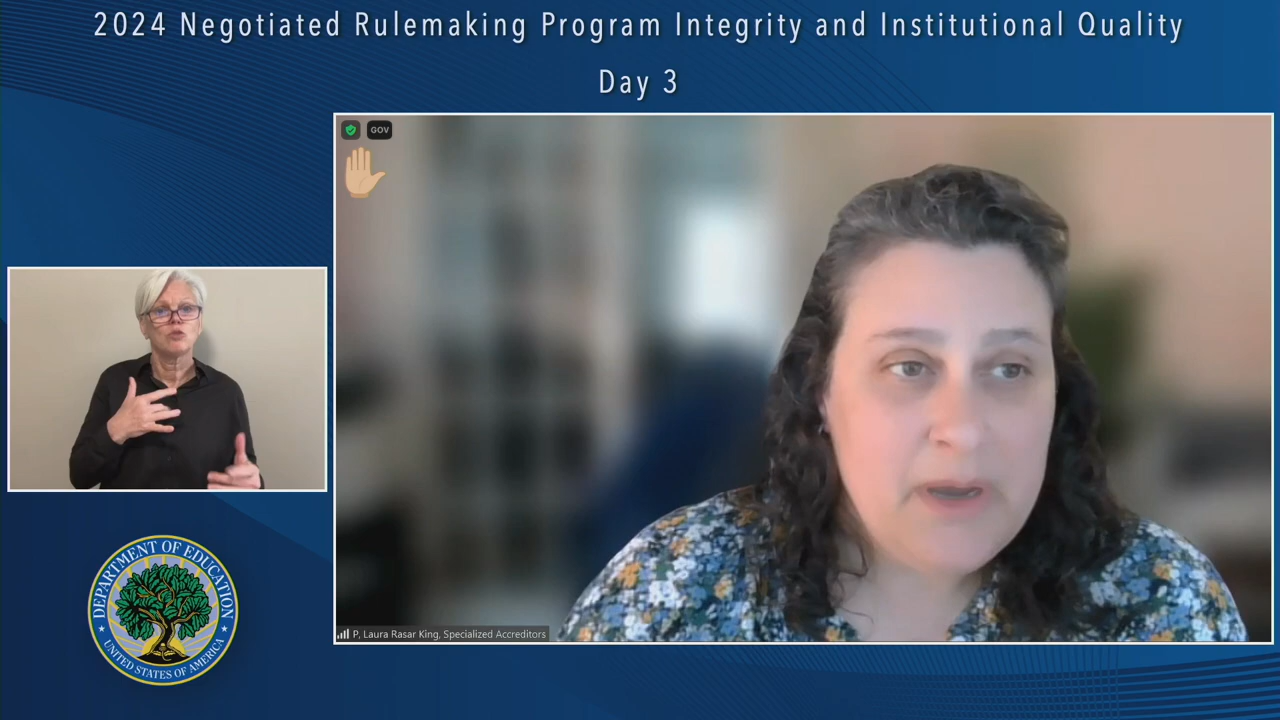 2024 Negotiated Rulemaking Program Integrity and Institutional Quality
Day 3
GOV
P, Laura Rasar King, Specialized Accreditors
DEPARTMENT OF EDUCATION
UNITED STATES OF AMERICA